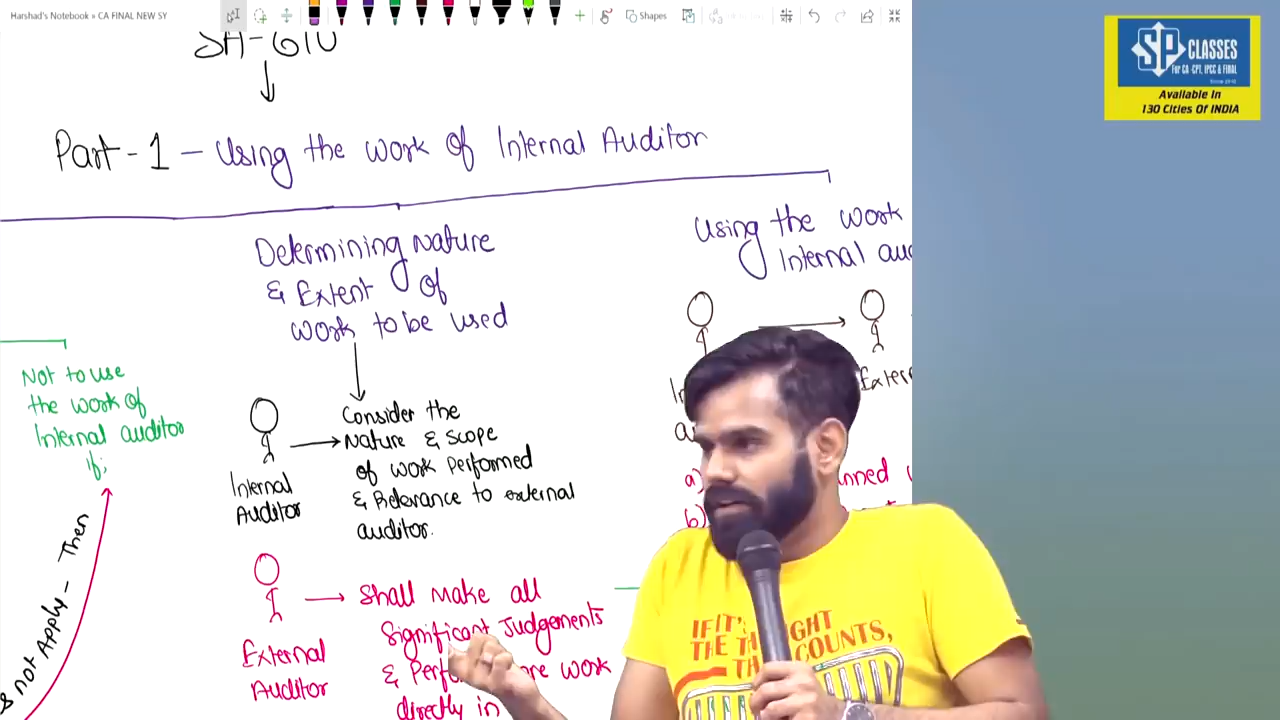 Harshad's Notebook » CA FINAL NEW SY
Shapes
SA-610
Part-1 – Using the work of Internal Auditor
Determining Nature
& Extent of
work to be used
Using the work
Internal
Not to use
the work of
Internal auditor
if;
Then
not Apply –
Internal
Auditor
Consider the
Nature & Scope
of work performed
& Relevance to external
auditor.
External
Auditor
Shall make all
Significant Judgements
& work
directly in
a)
b)
SP CLASSES
For CA-CPT, IPCC & FINAL
Available In
130 Cities Of INDIA
IF IT'S
THE
COUNTS,